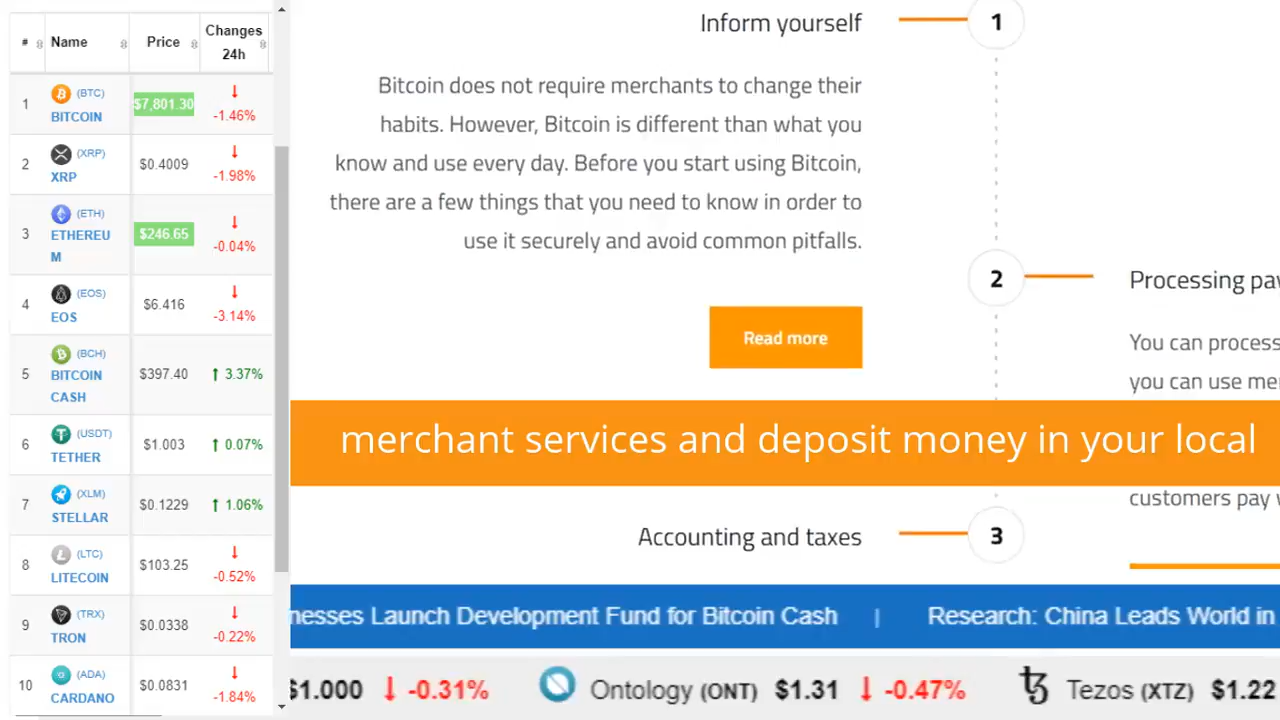 # Name Price Changes 24h
1 (BTC) BITCOIN $7,801.30 ↓ -1.46%
2 (XRP) XRP $0.4009 ↓ -1.98%
3 (ETH) ETHEREUM $246.65 ↓ -0.04%
4 (EOS) EOS $6.416 ↓ -3.14%
5 (BCH) BITCOIN CASH $397.40 ↑ 3.37%
6 (USDT) TETHER $1.003 ↑ 0.07%
7 (XLM) STELLAR $0.1229 ↑ 1.06%
8 (LTC) LITECOIN $103.25 ↓ -0.52%
9 (TRX) TRON $0.0338 ↓ -0.22%
10 (ADA) CARDANO $0.0831 ↓ -1.84%
Inform yourself
1
Bitcoin does not require merchants to change their
habits. However, Bitcoin is different than what you
know and use every day. Before you start using Bitcoin,
there are a few things that you need to know in order to
use it securely and avoid common pitfalls.
Read more
2
Processing pay
You can process
you can use mer
merchant services and deposit money in your local
customers pay w
Accounting and taxes
3
nesses Launch Development Fund for Bitcoin Cash | Research: China Leads World in
$1.000 ↓ -0.31% Ontology (ONT) $1.31 ↓ -0.47% Tezos (XTZ) $1.22